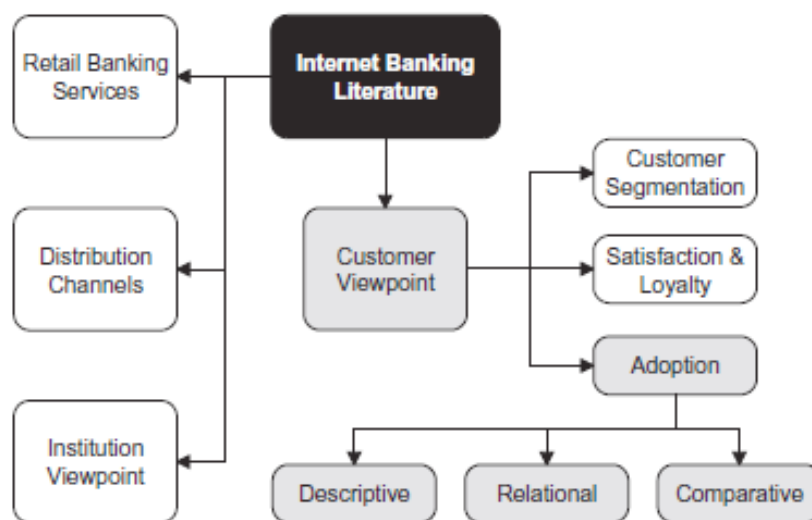 Retail Banking
Services
Internet Banking
Literature
Customer
Segmentation
Distribution
Channels
Customer
Viewpoint
Satisfaction &
Loyalty
Adoption
Institution
Viewpoint
Descriptive
Relational
Comparative